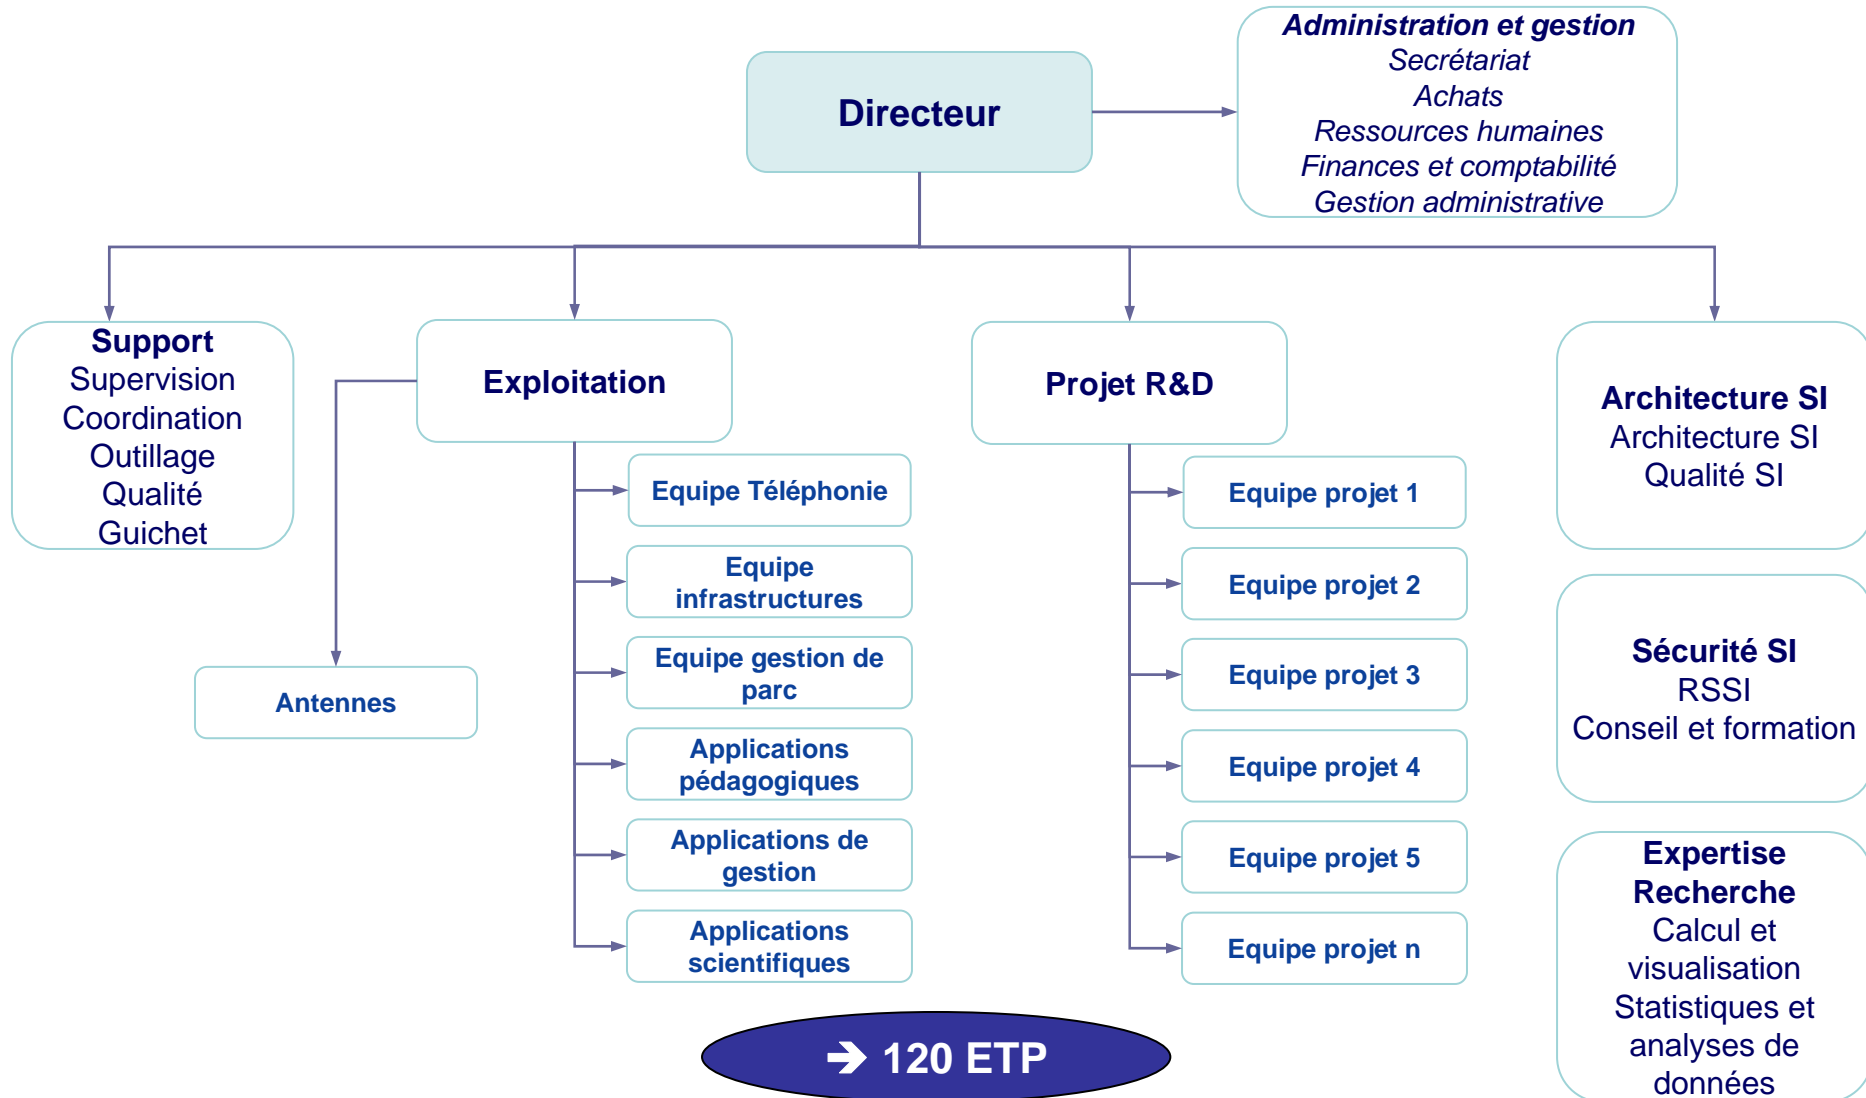 Directeur
Administration et gestion
Secrétariat
Achats
Ressources humaines
Finances et comptabilité
Gestion administrative
Support
Supervision
Coordination
Outillage
Qualité
Guichet
Exploitation
Antennes
Equipe Téléphonie
Equipe
infrastructures
Equipe gestion de
parc
Applications
pédagogiques
Applications de
gestion
Applications
scientifiques
Projet R&D
Equipe projet 1
Equipe projet 2
Equipe projet 3
Equipe projet 4
Equipe projet 5
Equipe projet n
Architecture SI
Architecture SI
Qualité SI
Sécurité SI
RSSI
Conseil et formation
Expertise
Recherche
Calcul et
visualisation
Statistiques et
analyses de
données
➔ 120 ETP